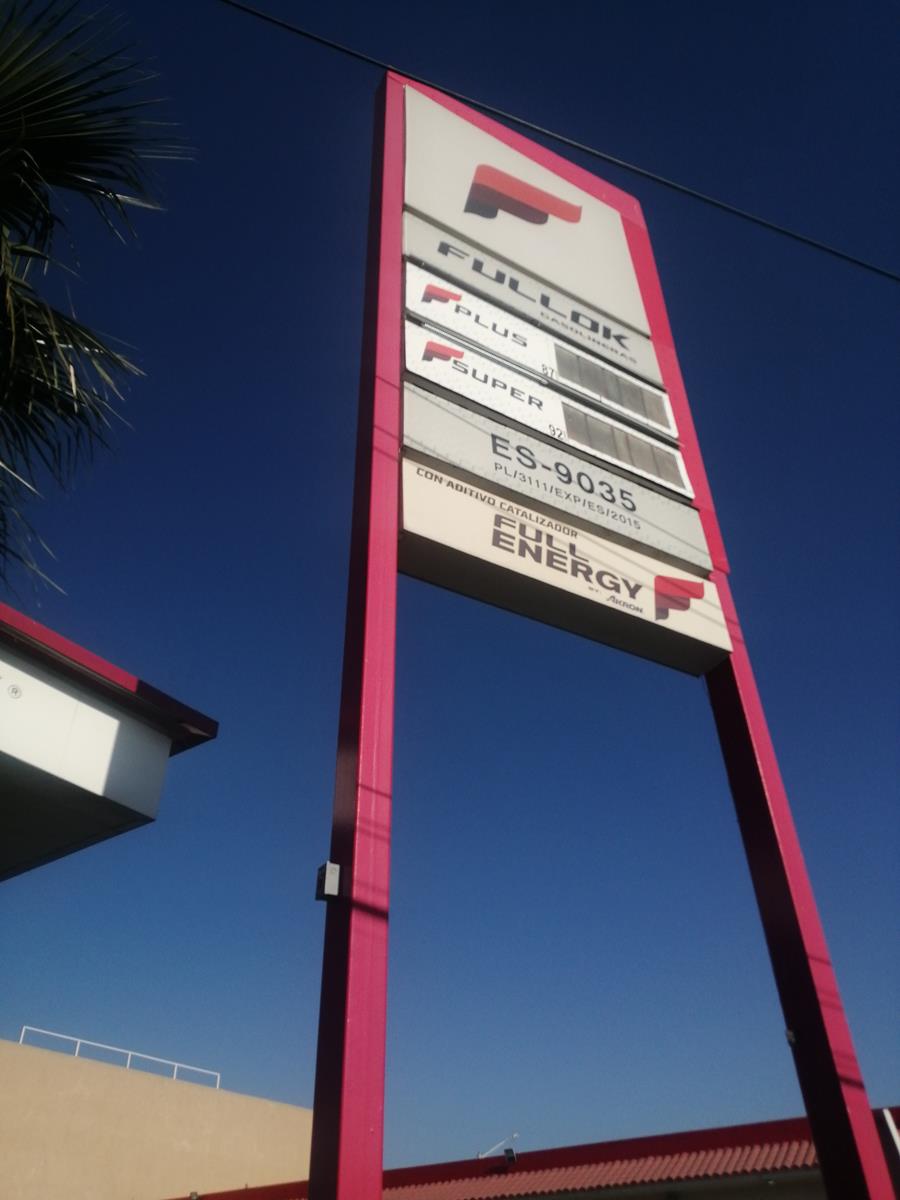 FULLOK
GASOLINERAS
PLUS
87
SUPER
92
ES-9035
PL/3111/EXP/ES/2015
CON ADITIVO CATALIZADOR
FULL
ENERGY
BY: AKRON
®